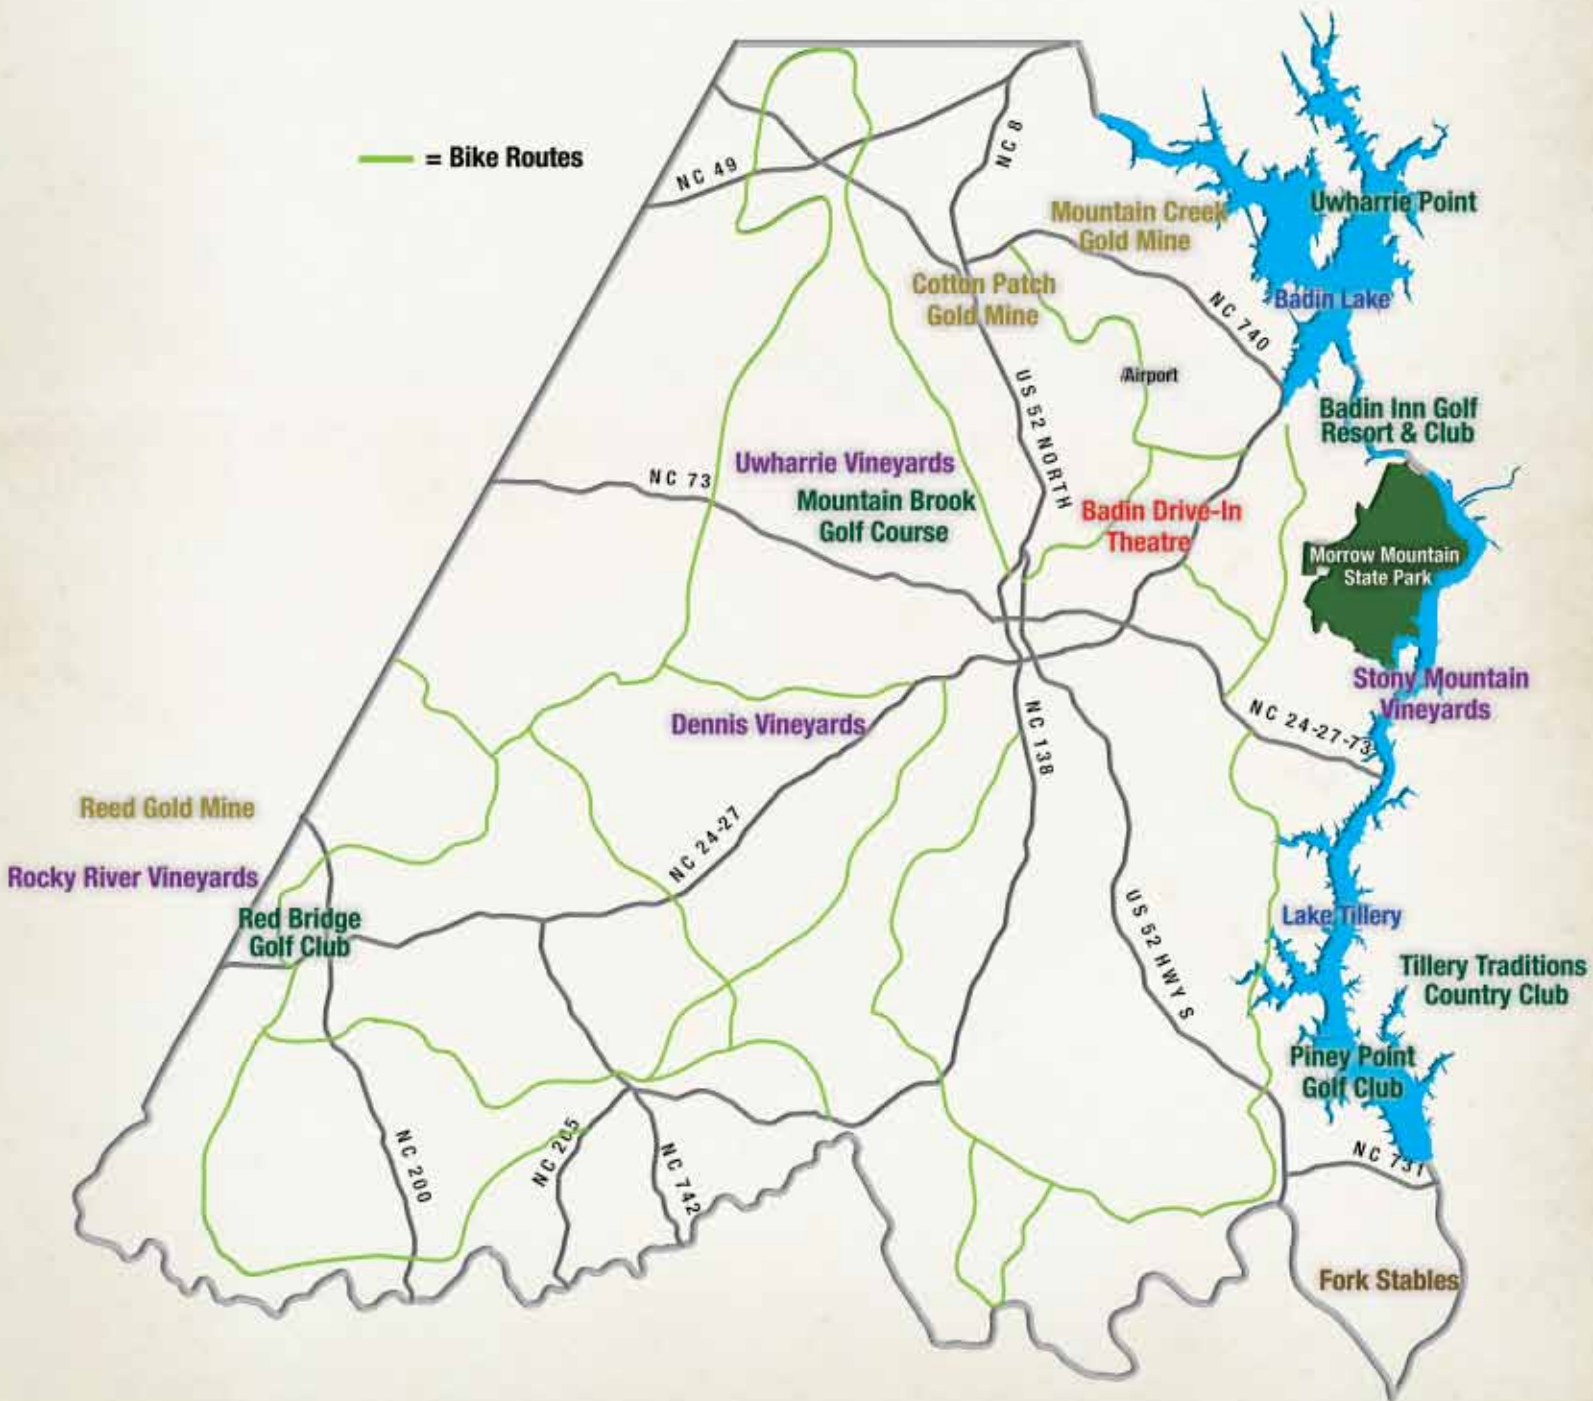 = Bike Routes
NC 49
NC 8
Mountain Creek
Gold Mine
Uwharrie Point
Cotton Patch
Gold Mine
Badin Lake
NC 740
Airport
US 52 NORTH
Badin Inn Golf
Resort & Club
Uwharrie Vineyards
NC 73
Mountain Brook
Golf Course
Badin Drive-In
Theatre
Morrow Mountain
State Park
Stony Mountain
Vineyards
Dennis Vineyards
NC 138
NC 24-27-73
Reed Gold Mine
NC 24-27
Rocky River Vineyards
Red Bridge
Golf Club
US 52 HWY S
Lake Tillery
Tillery Traditions
Country Club
Piney Point
Golf Club
NC 200
NC 205
NC 742
NC 731
Fork Stables